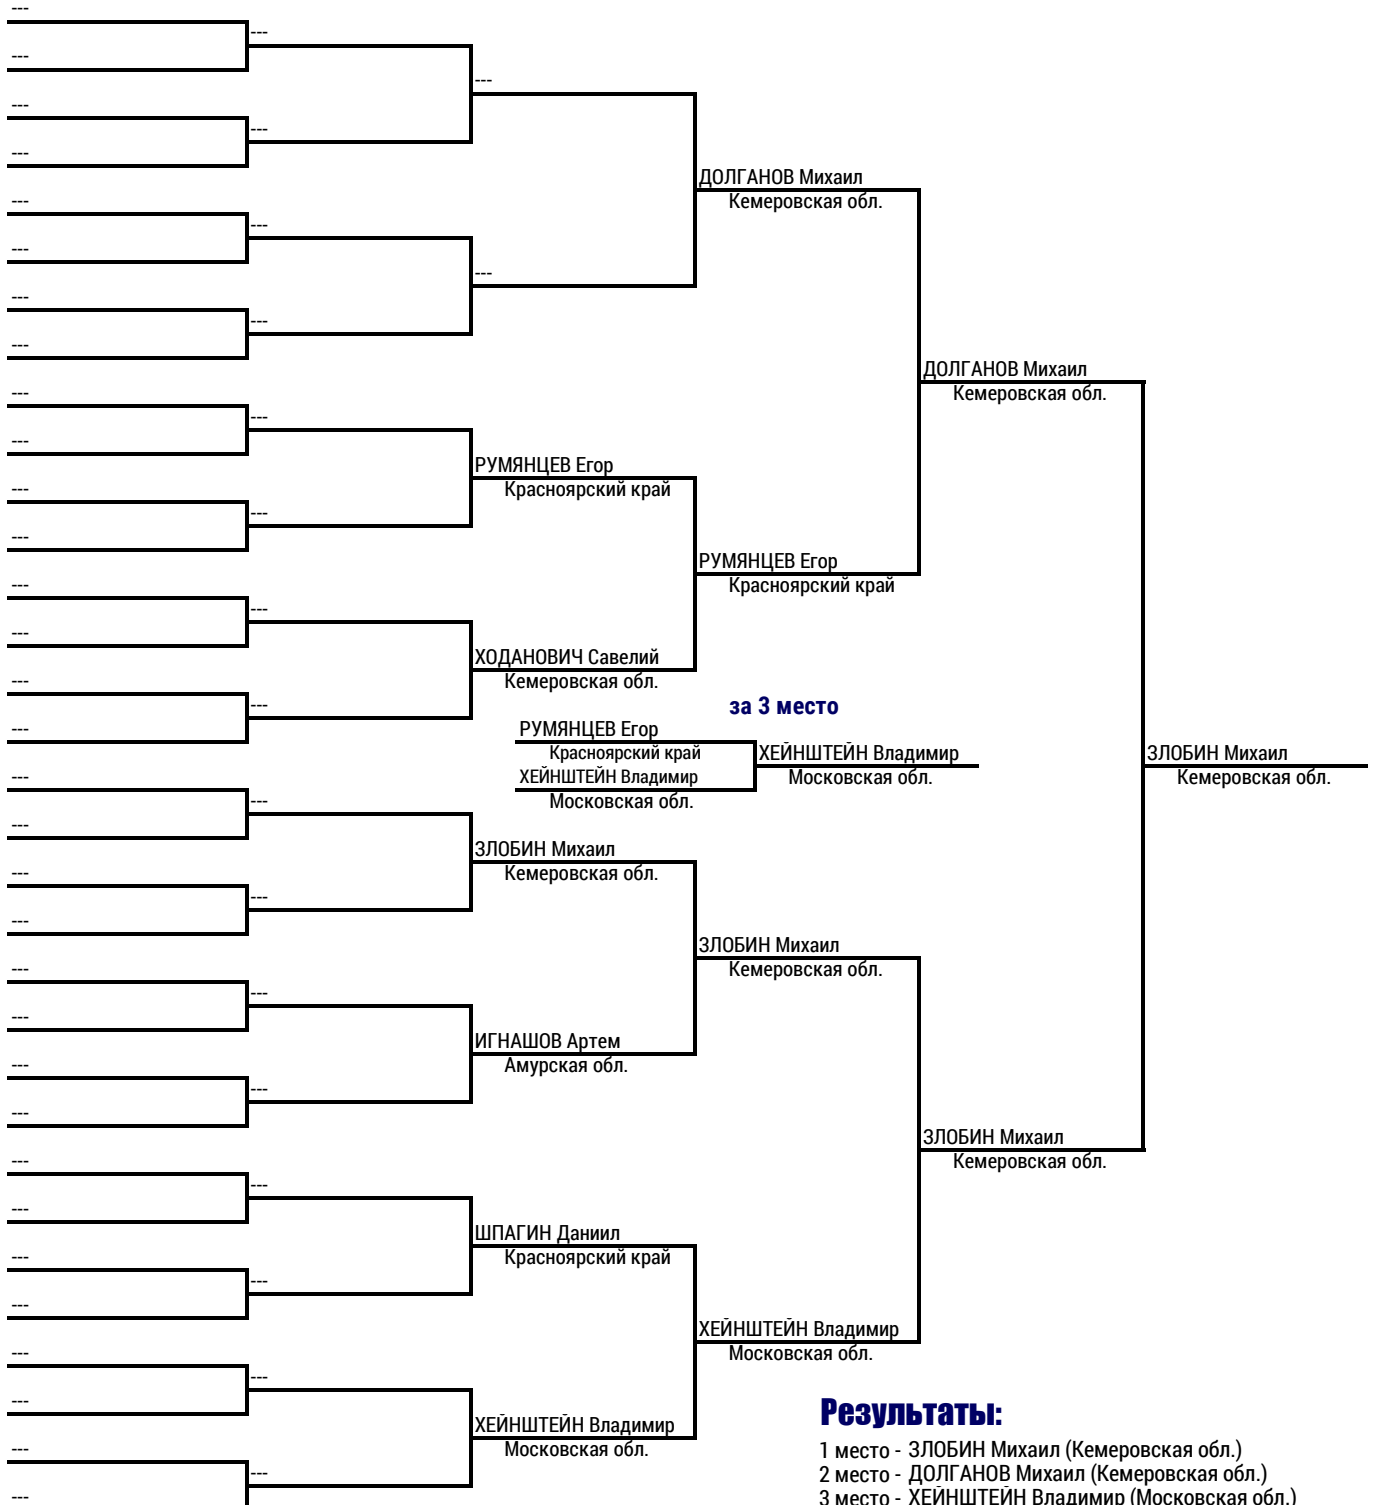 ---
---
---
---
---
---
---
---
---
---
---
ДОЛГАНОВ Михаил
Кемеровская обл.
---
---
---
---
---
---
---
---
---
---
ДОЛГАНОВ Михаил
Кемеровская обл.
---
---
РУМЯНЦЕВ Егор
Красноярский край
---
---
РУМЯНЦЕВ Егор
Красноярский край
---
---
---
ХОДАНОВИЧ Савелий
Кемеровская обл.
---
---
---
за 3 место
РУМЯНЦЕВ Егор
Красноярский край
ХЕЙНШТЕЙН Владимир
Московская обл.
ХЕЙНШТЕЙН Владимир
Московская обл.
ЗЛОБИН Михаил
Кемеровская обл.
---
---
---
ЗЛОБИН Михаил
Кемеровская обл.
---
---
---
ЗЛОБИН Михаил
Кемеровская обл.
---
---
---
ИГНАШОВ Артем
Амурская обл.
---
---
---
ЗЛОБИН Михаил
Кемеровская обл.
---
---
---
ШПАГИН Даниил
Красноярский край
---
---
---
ХЕЙНШТЕЙН Владимир
Московская обл.
---
---
---
ХЕЙНШТЕЙН Владимир
Московская обл.
---
---
---
Результаты:
1 место - ЗЛОБИН Михаил (Кемеровская обл.)
2 место - ДОЛГАНОВ Михаил (Кемеровская обл.)
3 место - ХЕЙНШТЕЙН Владимир (Московская обл.)